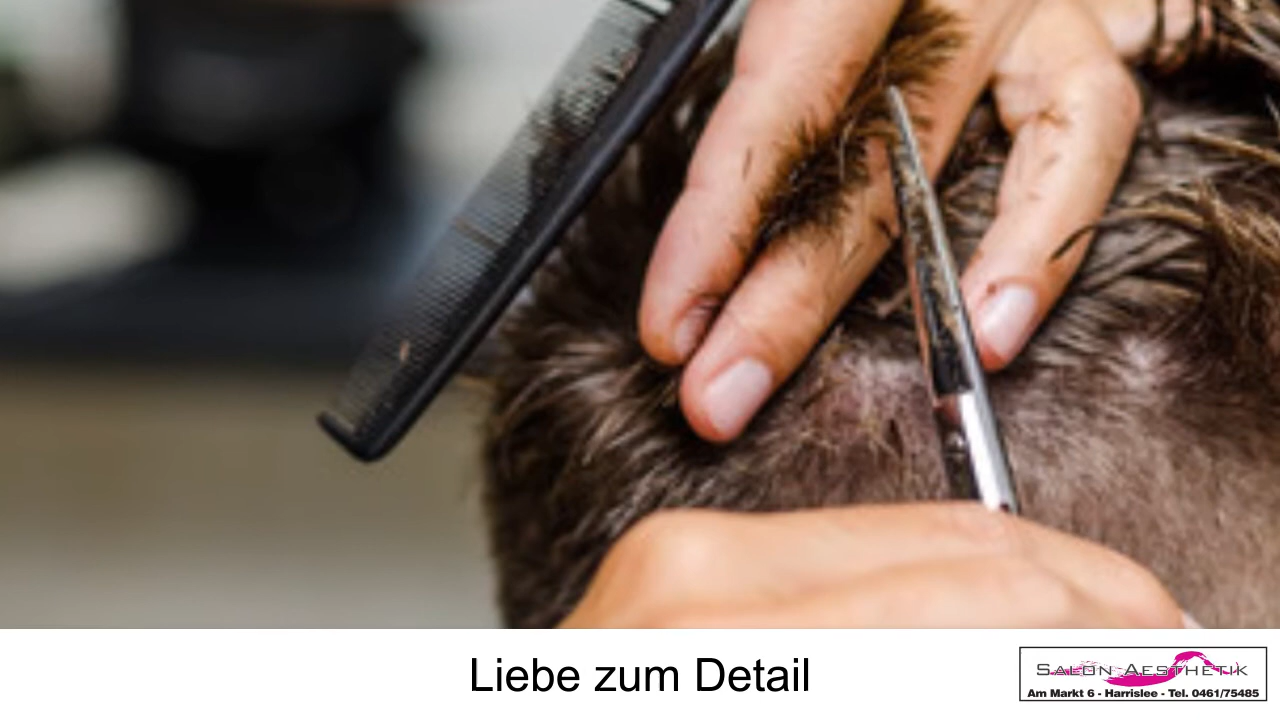 Liebe zum Detail
SALON AESTHETIK
Am Markt 6 - Harrislee - Tel. 0461/75485